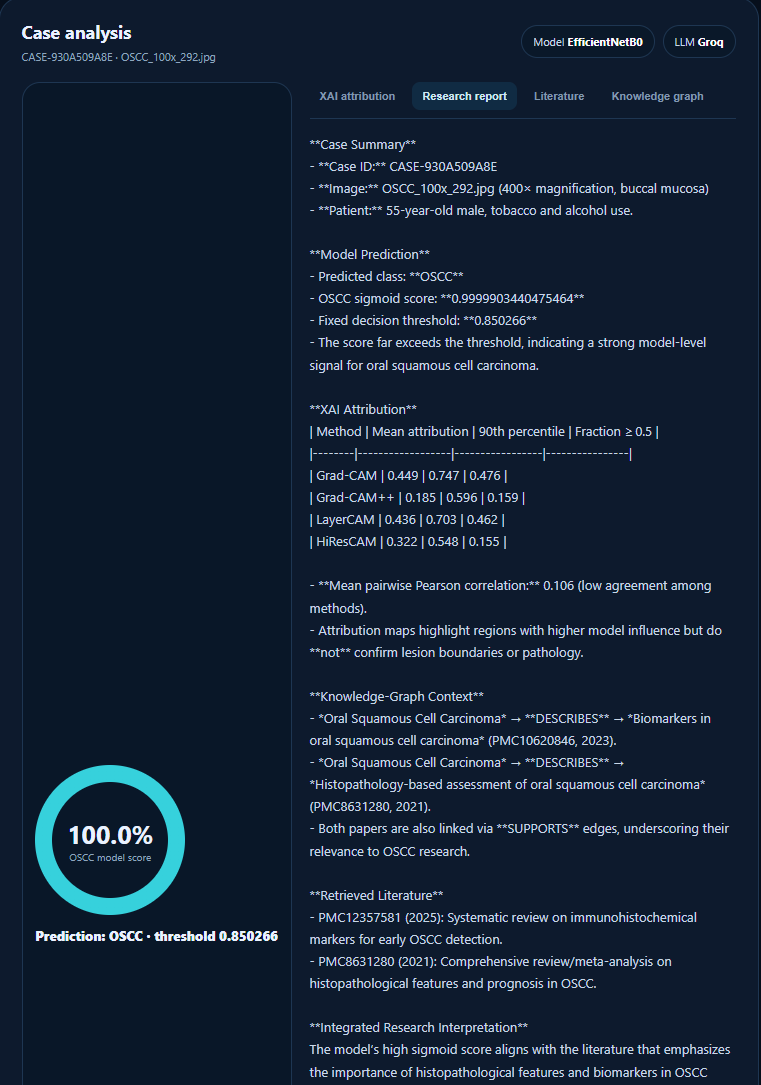 Case analysis
CASE-930A509A8E · OSCC_100x_292.jpg
Model EfficientNetB0
LLM Groq
XAI attribution
Research report
Literature
Knowledge graph
**Case Summary**
- **Case ID:** CASE-930A509A8E
- **Image:** OSCC_100x_292.jpg (400× magnification, buccal mucosa)
- **Patient:** 55-year-old male, tobacco and alcohol use.
**Model Prediction**
- Predicted class: **OSCC**
- OSCC sigmoid score: **0.9999903440475464**
- Fixed decision threshold: **0.850266**
- The score far exceeds the threshold, indicating a strong model-level
signal for oral squamous cell carcinoma.
**XAI Attribution**
| Method | Mean attribution | 90th percentile | Fraction ≥ 0.5 |
|--------|------------------|-----------------|----------------|
| Grad-CAM | 0.449 | 0.747 | 0.476 |
| Grad-CAM++ | 0.185 | 0.596 | 0.159 |
| LayerCAM | 0.436 | 0.703 | 0.462 |
| HiResCAM | 0.322 | 0.548 | 0.155 |
- **Mean pairwise Pearson correlation:** 0.106 (low agreement among
methods).
- Attribution maps highlight regions with higher model influence but do
**not** confirm lesion boundaries or pathology.
**Knowledge-Graph Context**
- *Oral Squamous Cell Carcinoma* → **DESCRIBES** → *Biomarkers in
oral squamous cell carcinoma* (PMC10620846, 2023).
- *Oral Squamous Cell Carcinoma* → **DESCRIBES** →
*Histopathology-based assessment of oral squamous cell carcinoma*
(PMC8631280, 2021).
- Both papers are also linked via **SUPPORTS** edges, underscoring their
relevance to OSCC research.
**Retrieved Literature**
- PMC12357581 (2025): Systematic review on immunohistochemical
markers for early OSCC detection.
- PMC8631280 (2021): Comprehensive review/meta-analysis on
histopathological features and prognosis in OSCC.
**Integrated Research Interpretation**
The model's high sigmoid score aligns with the literature that emphasizes
the importance of histopathological features and biomarkers in OSCC
100.0%
OSCC model score
Prediction: OSCC · threshold 0.850266